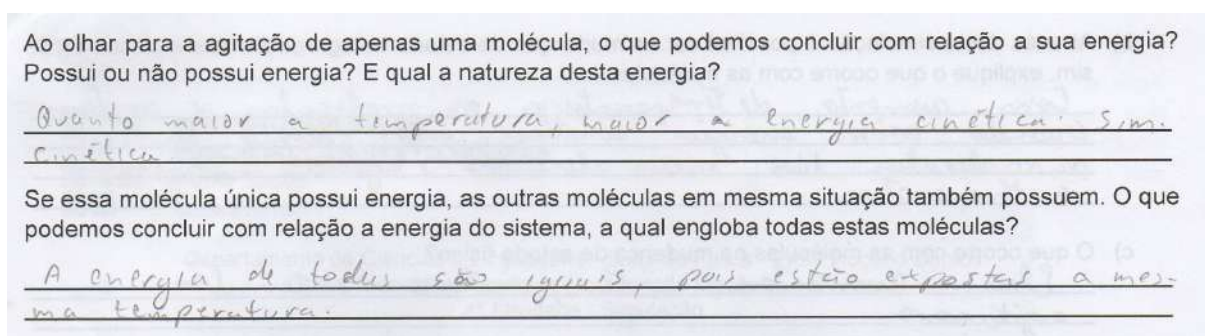 Ao olhar para a agitação de apenas uma molécula, o que podemos concluir com relação a sua energia?
Possui ou não possui energia? E qual a natureza desta energia?
Quanto maior a temperatura, maior a energia cinética. Sim.
cinética
Se essa molécula única possui energia, as outras moléculas em mesma situação também possuem. O que
podemos concluir com relação a energia do sistema, a qual engloba todas estas moléculas?
A energia de todas são iguais, pois estão expostas a mes-
ma temperatura.